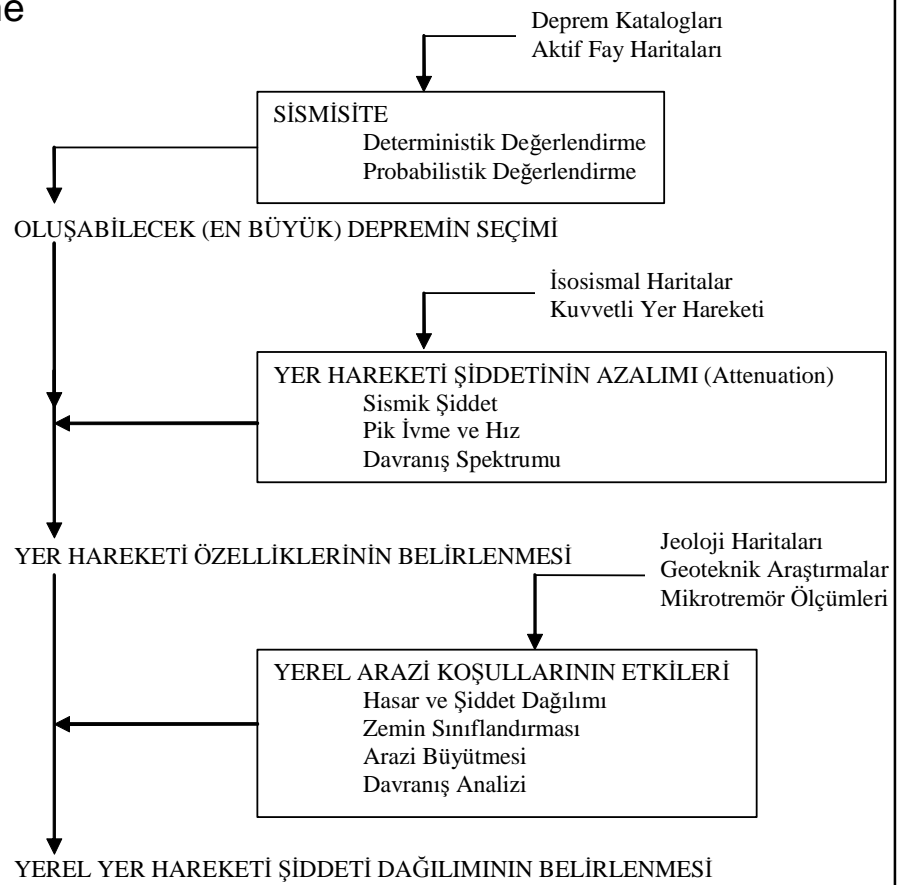 Deprem Katalogları
Aktif Fay Haritaları
SİSMİSİTE
Deterministik Değerlendirme
Probabilistik Değerlendirme
OLUŞABİLECEK (EN BÜYÜK) DEPREMİN SEÇİMİ
İsosismal Haritalar
Kuvvetli Yer Hareketi
YER HAREKETİ ŞİDDETİNİN AZALIMI (Attenuation)
Sismik Şiddet
Pik İvme ve Hız
Davranış Spektrumu
YER HAREKETİ ÖZELLİKLERİNİN BELİRLENMESİ
Jeoloji Haritaları
Geoteknik Araştırmalar
Mikrotremör Ölçümleri
YEREL ARAZİ KOŞULLARININ ETKİLERİ
Hasar ve Şiddet Dağılımı
Zemin Sınıflandırması
Arazi Büyütmesi
Davranış Analizi
YEREL YER HAREKETİ ŞİDDETİ DAĞILIMININ BELİRLENMESİ